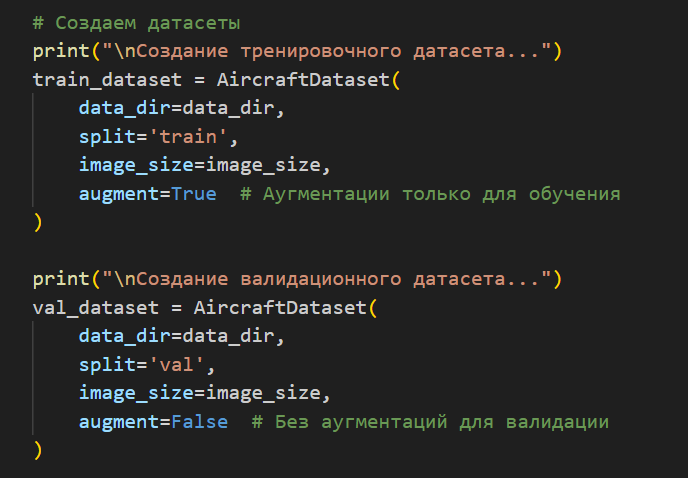 # Создаем датасеты
print("\nСоздание тренировочного датасета...")
train_dataset = AircraftDataset(
    data_dir=data_dir,
    split='train',
    image_size=image_size,
    augment=True  # Аугментации только для обучения
)
print("\nСоздание валидационного датасета...")
val_dataset = AircraftDataset(
    data_dir=data_dir,
    split='val',
    image_size=image_size,
    augment=False  # Без аугментаций для валидации
)